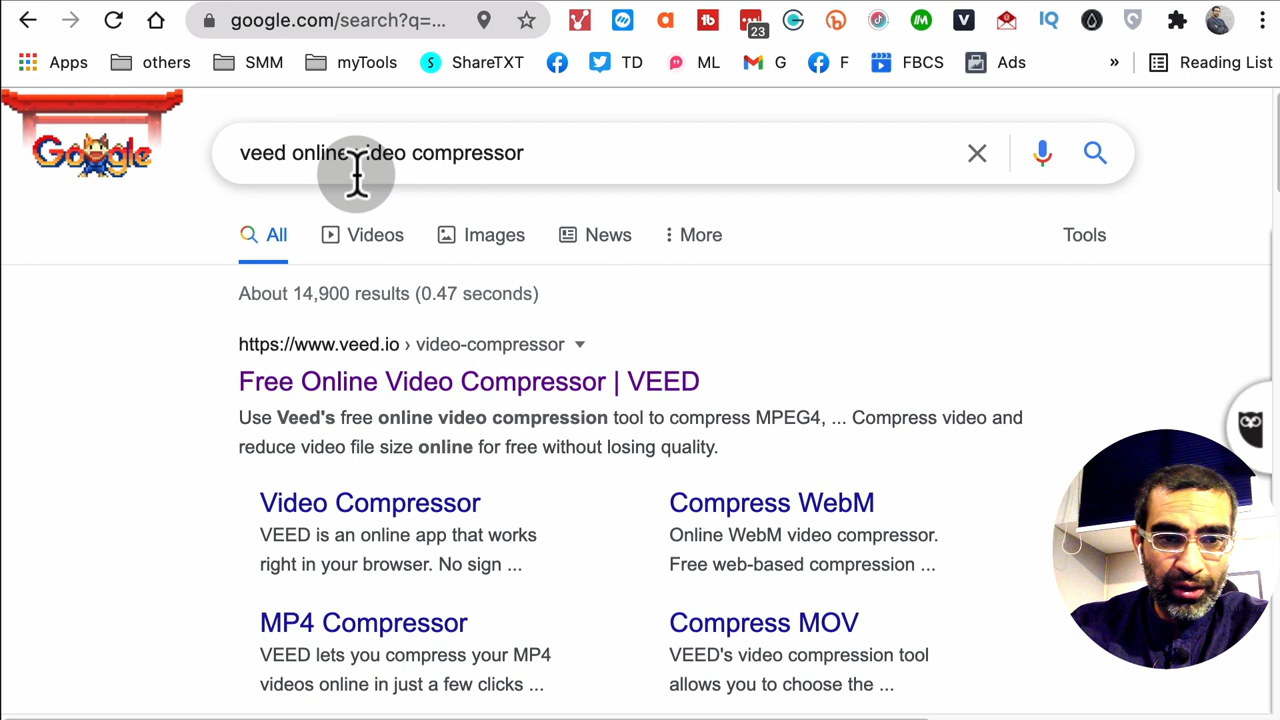 google.com/search?q=...
23
Apps
others
SMM
myTools
ShareTXT
TD
ML
G
F
FBCS
Ads
»
Reading List
Google
veed online video compressor
All
Videos
Images
News
More
Tools
About 14,900 results (0.47 seconds)
https://www.veed.io › video-compressor
Free Online Video Compressor | VEED
Use Veed's free online video compression tool to compress MPEG4, ... Compress video and
reduce video file size online for free without losing quality.
Video Compressor
VEED is an online app that works
right in your browser. No sign ...
Compress WebM
Online WebM video compressor.
Free web-based compression ...
MP4 Compressor
VEED lets you compress your MP4
videos online in just a few clicks ...
Compress MOV
VEED's video compression tool
allows you to choose the ...